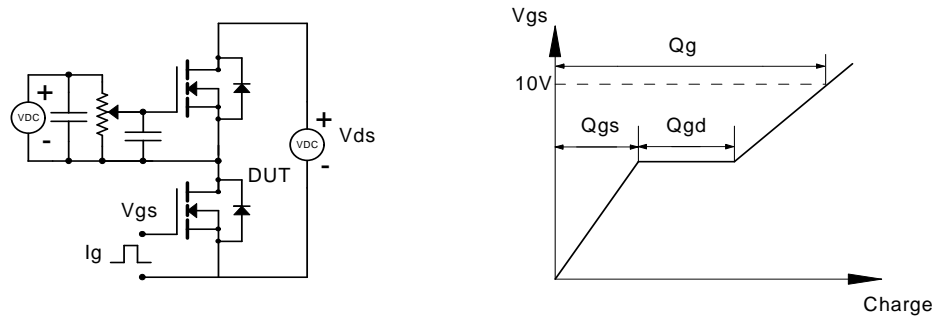 +
VDC
-
+
VDC
-
Vds
DUT
Vgs
Ig
Vgs
Qg
10V
Qgs
Qgd
Charge